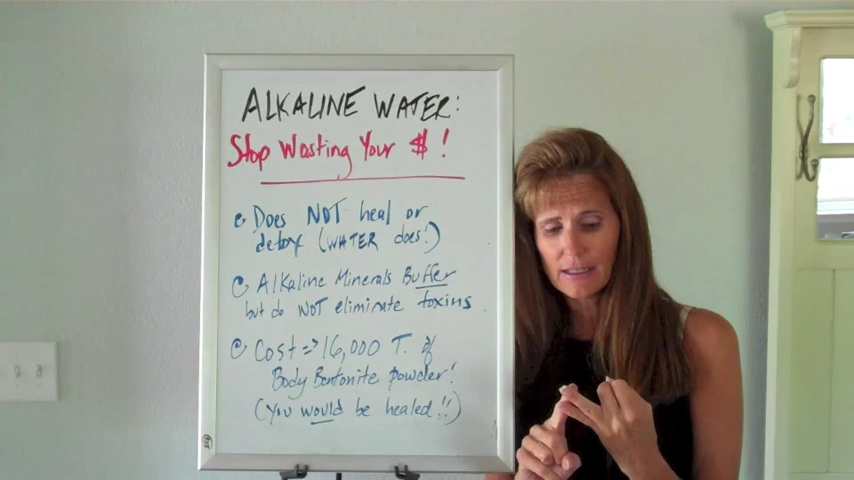 ALKALINE WATER:
Stop Wasting Your $!
Does NOT heal or
detox (WATER does!)
Alkaline Minerals Buffer
but do NOT eliminate toxins
Cost => 16,000 T. of
Body Bentonite powder!
(You would be healed!!)